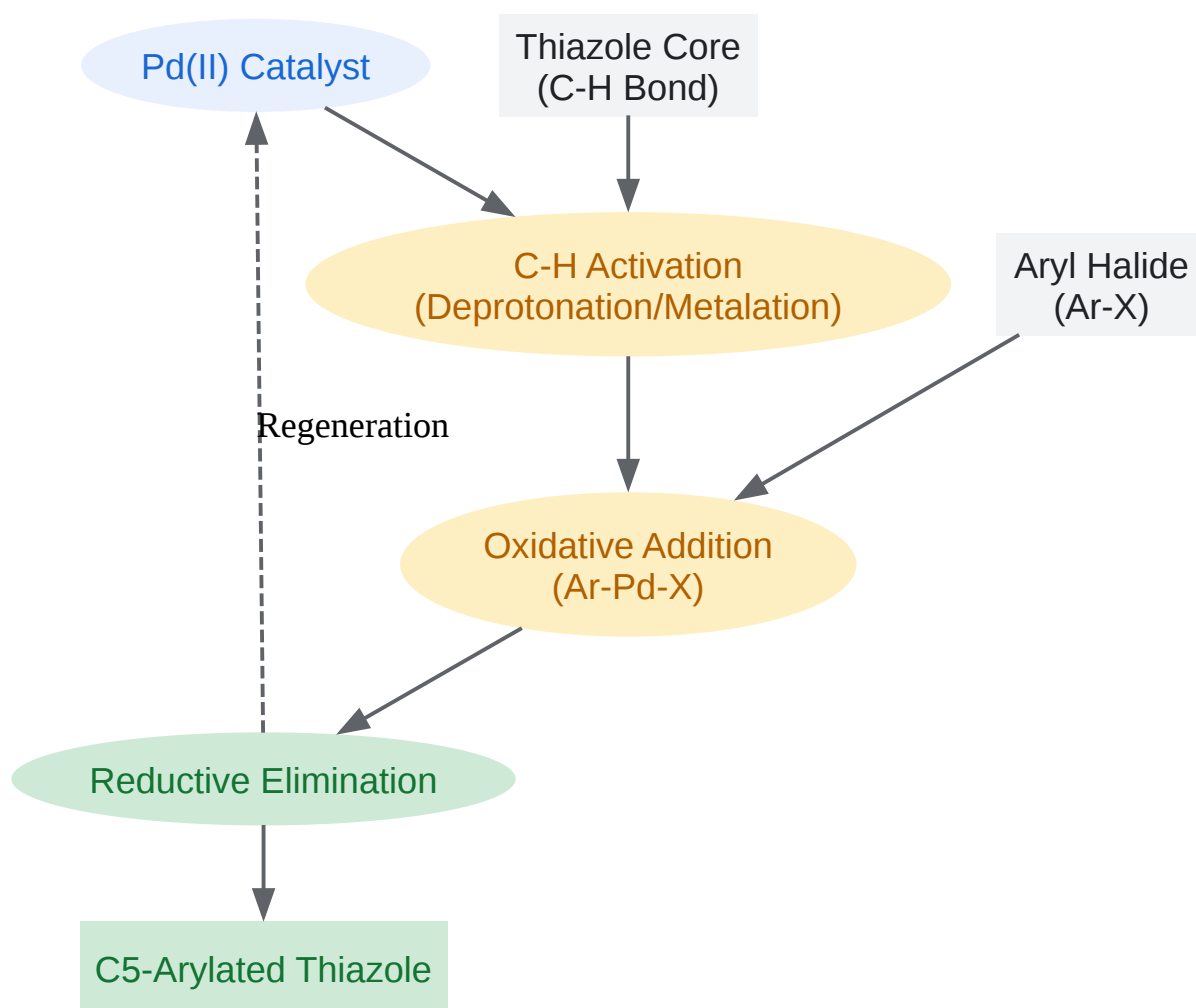 Pd(II) Catalyst
Thiazole Core
(C-H Bond)
C-H Activation
(Deprotonation/Metalation)
Aryl Halide
(Ar-X)
Regeneration
Oxidative Addition
(Ar-Pd-X)
Reductive Elimination
C5-Arylated Thiazole